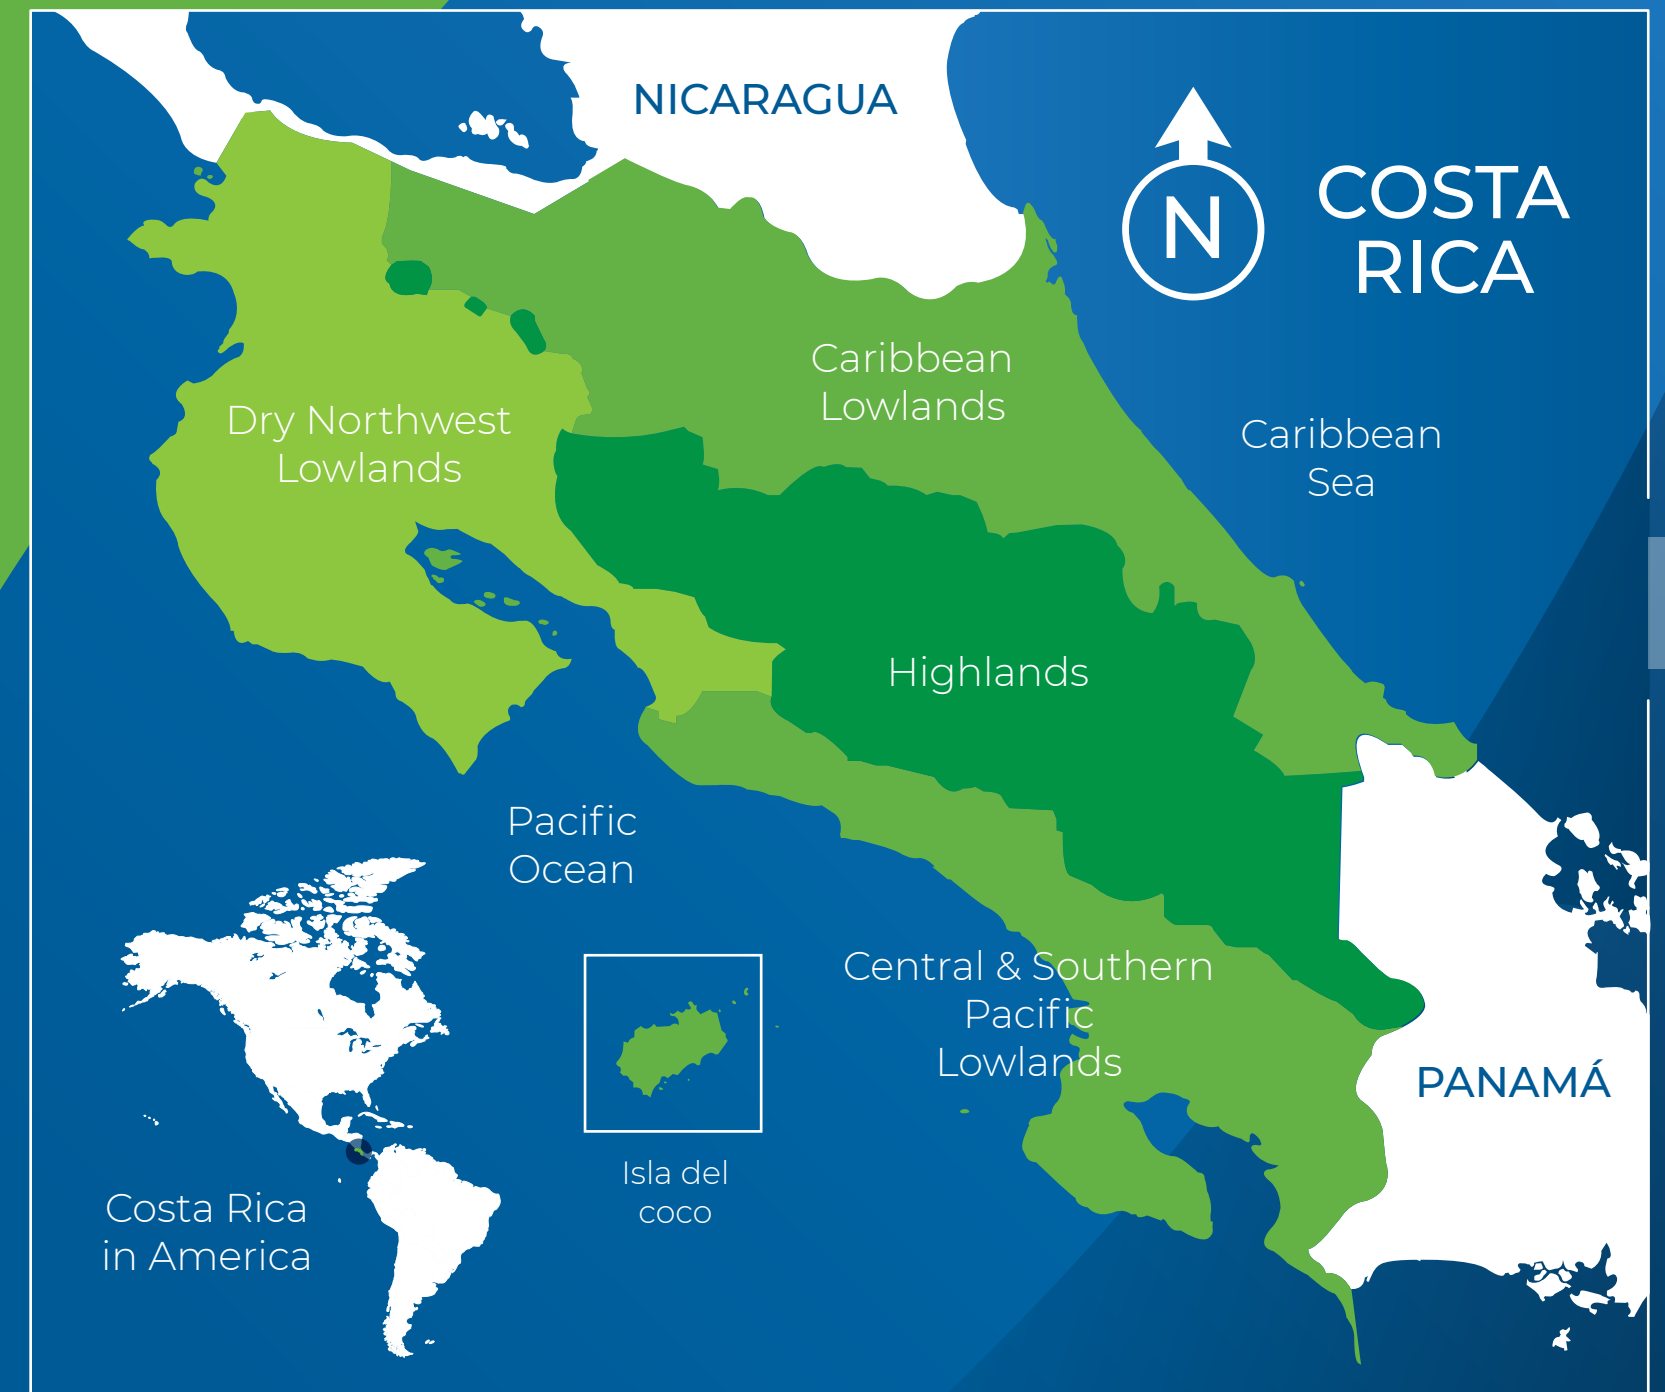 NICARAGUA
N
COSTA
RICA
Caribbean
Lowlands
Dry Northwest
Lowlands
Caribbean
Sea
Highlands
Pacific
Ocean
Central & Southern
Pacific
Lowlands
PANAMÁ
Isla del
coco
Costa Rica
in America